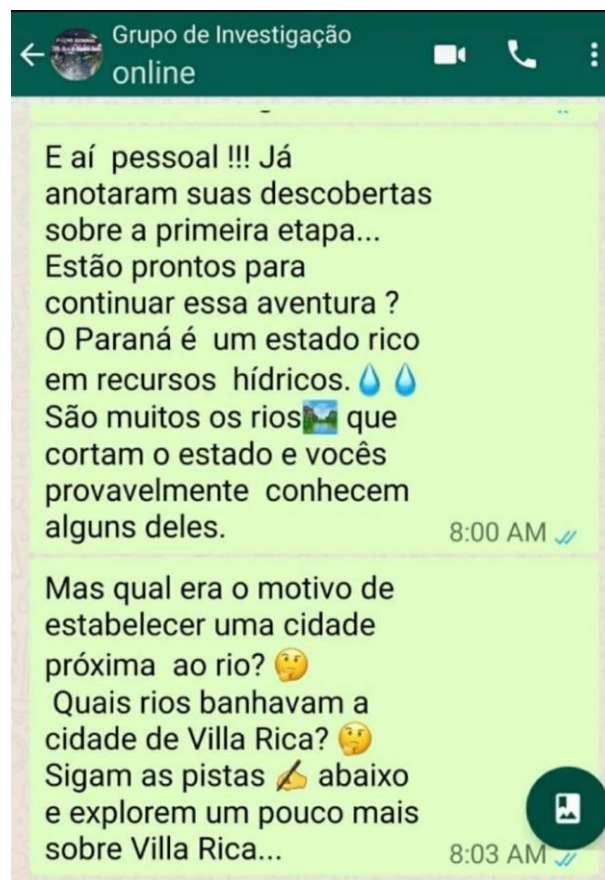 Grupo de Investigação
online
E aí pessoal !!! Já
anotaram suas descobertas
sobre a primeira etapa...
Estão prontos para
continuar essa aventura ?
O Paraná é um estado rico
em recursos hídricos.💧💧
São muitos os rios🏞️ que
cortam o estado e vocês
provavelmente conhecem
alguns deles.
8:00 AM
Mas qual era o motivo de
estabelecer uma cidade
próxima ao rio?🤔
Quais rios banhavam a
cidade de Villa Rica?🤔
Sigam as pistas ✍️ abaixo
e explorem um pouco mais
sobre Villa Rica...
8:03 AM